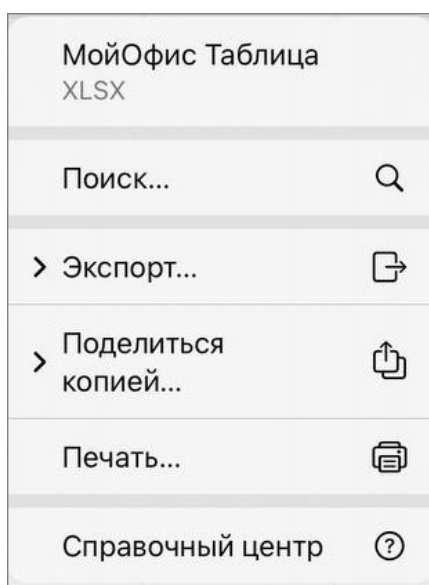 МойОфис Таблица
XLSX
Поиск...
Экспорт...
Поделиться
копией...
Печать...
Справочный центр